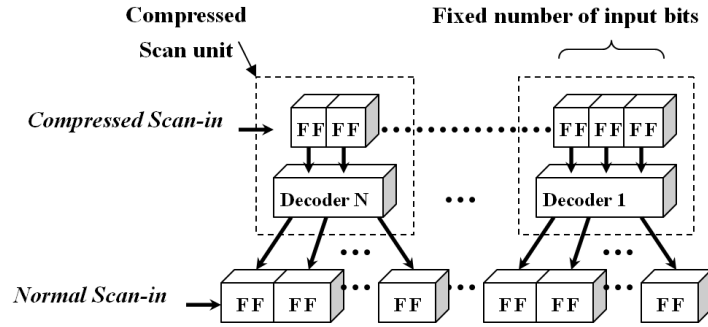 Compressed
Scan unit
Fixed number of input bits
Compressed Scan-in
FF FF FF FF FF
Decoder N
Decoder 1
Normal Scan-in
FF FF FF FF FF FF